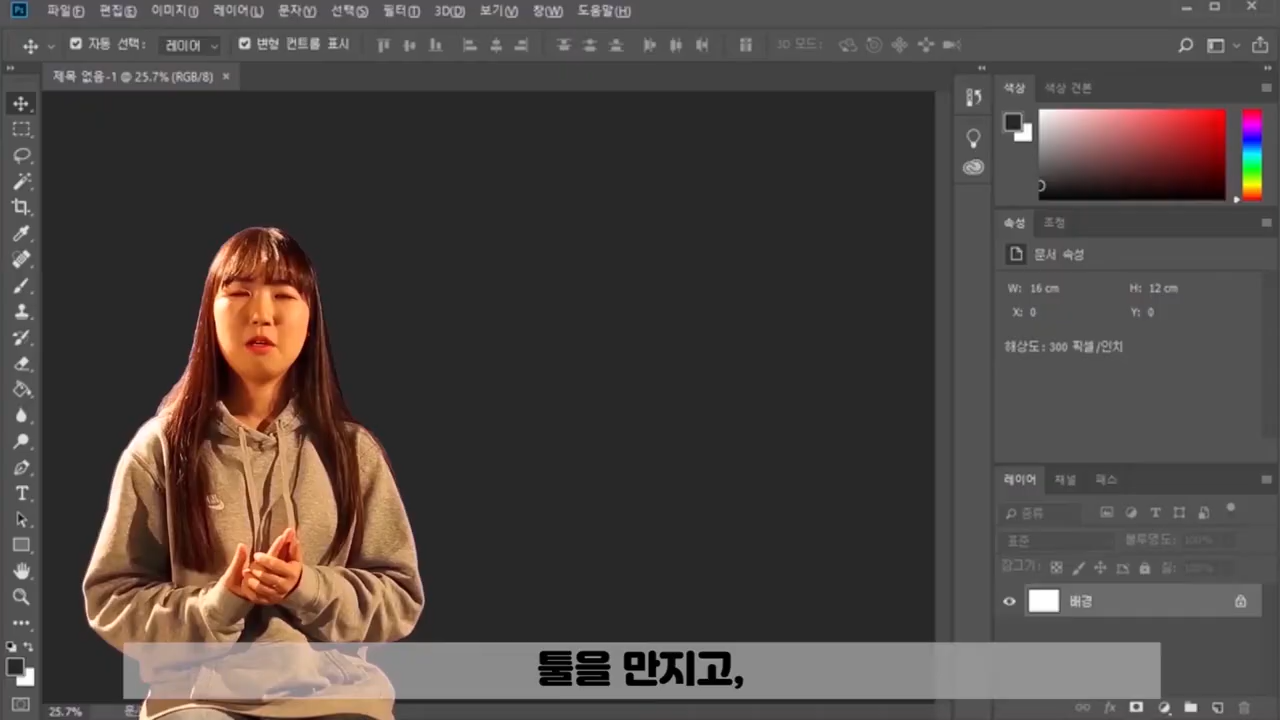 Ps 파일(F) 편집(E) 이미지(I) 레이어(L) 문자(Y) 선택(S) 필터(T) 3D(D) 보기(V) 창(W) 도움말(H)
자동 선택: 레이어 변형 컨트롤 표시 3D 모드:
제목 없음-1 @ 25.7% (RGB/8) ×
색상 색상 견본
속성 조정
문서 속성
W: 16 cm H: 12 cm
X: 0 Y: 0
해상도: 300 픽셀/인치
레이어 채널 패스
종류
표준 불투명도: 100%
잠그기: 칠: 100%
배경
툴을 만지고,
25.7%